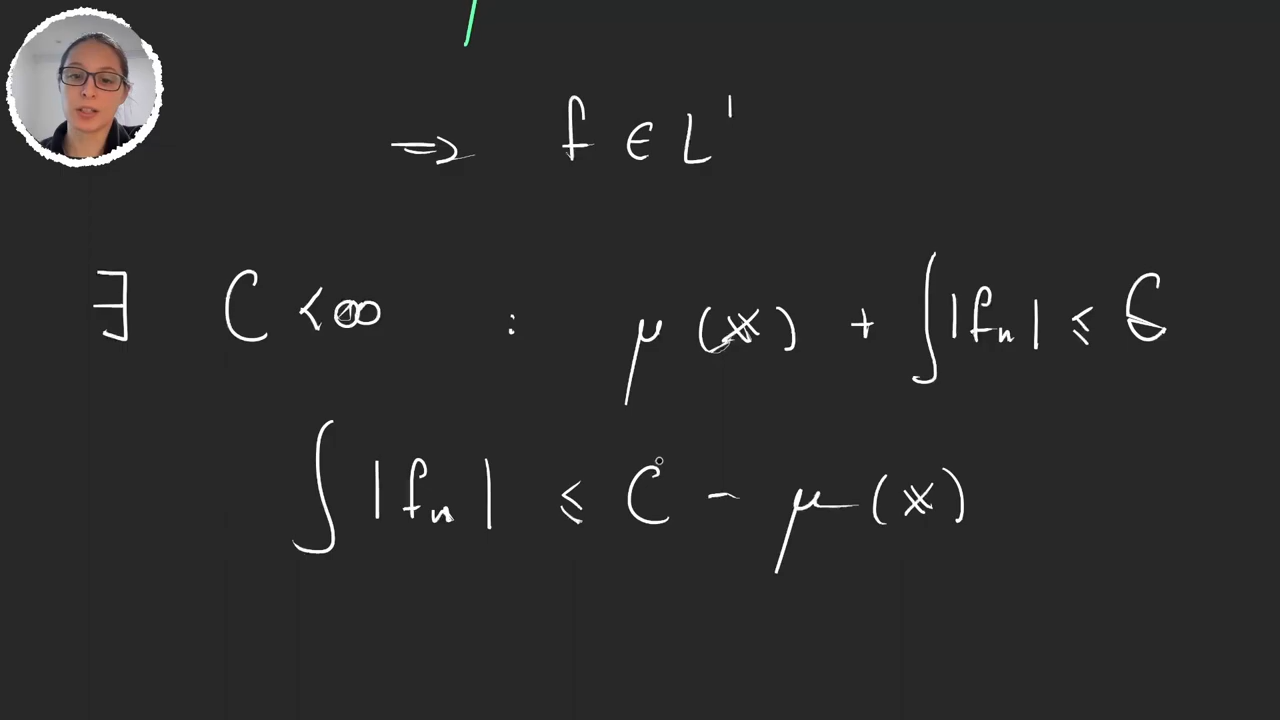 ⇒ f ∈ L¹
∃ C < ∞ : μ(X) + ∫ |fₙ| ≤ C
∫ |fₙ| ≤ C - μ(X)